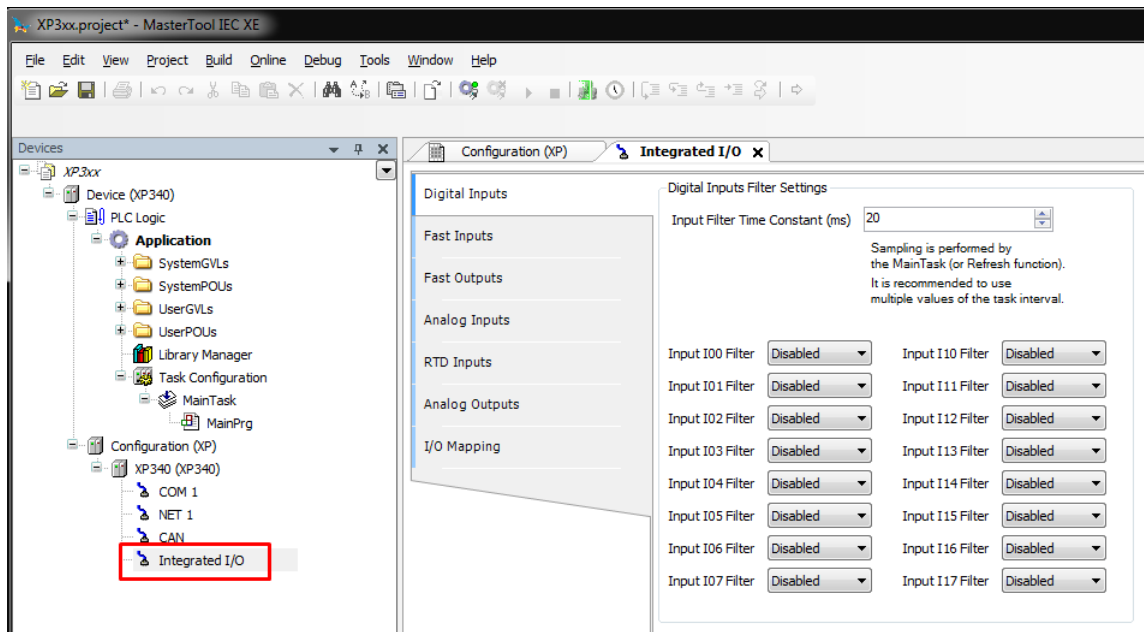 XP3xx.project* - MasterTool IEC XE
File Edit View Project Build Online Debug Tools Window Help
Devices
XP3xx
Device (XP340)
PLC Logic
Application
SystemGVLs
SystemPOUs
UserGVLs
UserPOUs
Library Manager
Task Configuration
MainTask
MainPrg
Configuration (XP)
XP340 (XP340)
COM 1
NET 1
CAN
Integrated I/O
Configuration (XP) Integrated I/O
Digital Inputs
Fast Inputs
Fast Outputs
Analog Inputs
RTD Inputs
Analog Outputs
I/O Mapping
Digital Inputs Filter Settings
Input Filter Time Constant (ms) 20
Sampling is performed by
the MainTask (or Refresh function).
It is recommended to use
multiple values of the task interval.
Input I00 Filter Disabled Input I10 Filter Disabled
Input I01 Filter Disabled Input I11 Filter Disabled
Input I02 Filter Disabled Input I12 Filter Disabled
Input I03 Filter Disabled Input I13 Filter Disabled
Input I04 Filter Disabled Input I14 Filter Disabled
Input I05 Filter Disabled Input I15 Filter Disabled
Input I06 Filter Disabled Input I16 Filter Disabled
Input I07 Filter Disabled Input I17 Filter Disabled